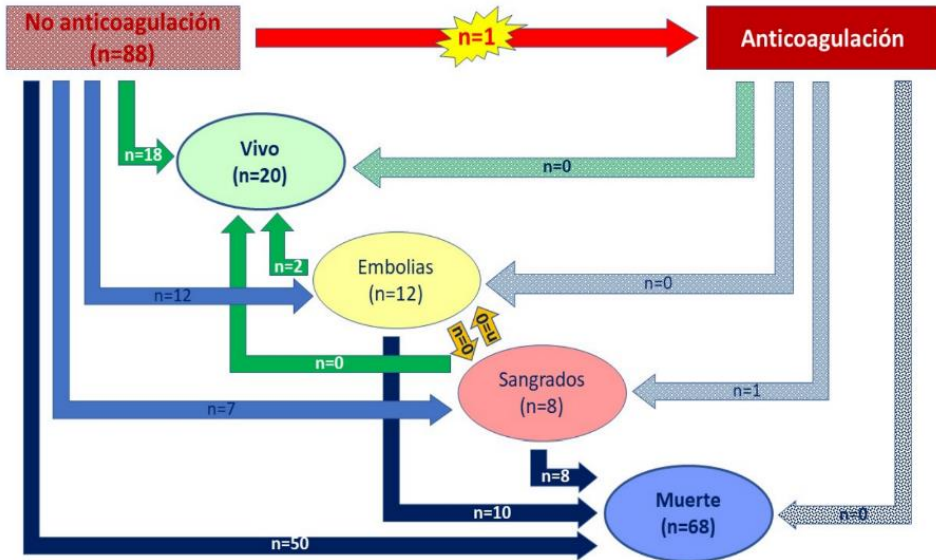 No anticoagulación
(n=88)
n=1
Anticoagulación
n=18
Vivo
(n=20)
n=0
n=2
Embolias
(n=12)
n=12
n=0
n=0
n=0
n=0
Sangrados
(n=8)
n=7
n=1
n=8
Muerte
(n=68)
n=10
n=0
n=50